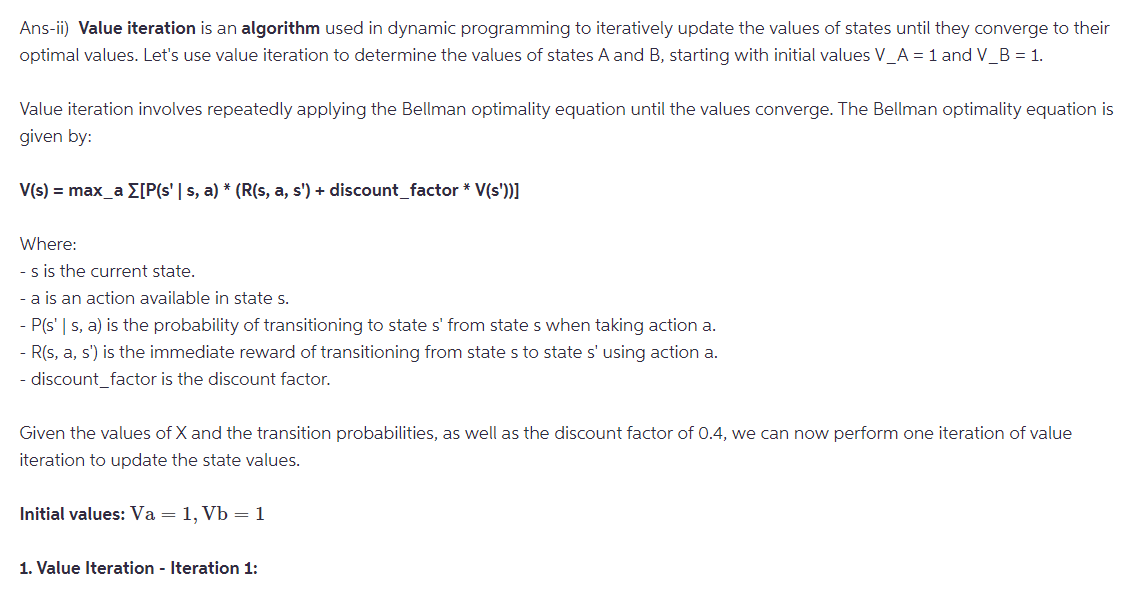 Ans-ii) Value iteration is an algorithm used in dynamic programming to iteratively update the values of states until they converge to their
optimal values. Let's use value iteration to determine the values of states A and B, starting with initial values V_A = 1 and V_B = 1.
Value iteration involves repeatedly applying the Bellman optimality equation until the values converge. The Bellman optimality equation is
given by:
V(s) = max_a Σ[P(s' | s, a) * (R(s, a, s') + discount_factor * V(s'))]
Where:
- s is the current state.
- a is an action available in state s.
- P(s' | s, a) is the probability of transitioning to state s' from state s when taking action a.
- R(s, a, s') is the immediate reward of transitioning from state s to state s' using action a.
- discount_factor is the discount factor.
Given the values of X and the transition probabilities, as well as the discount factor of 0.4, we can now perform one iteration of value
iteration to update the state values.
Initial values: Va = 1, Vb = 1
1. Value Iteration - Iteration 1: